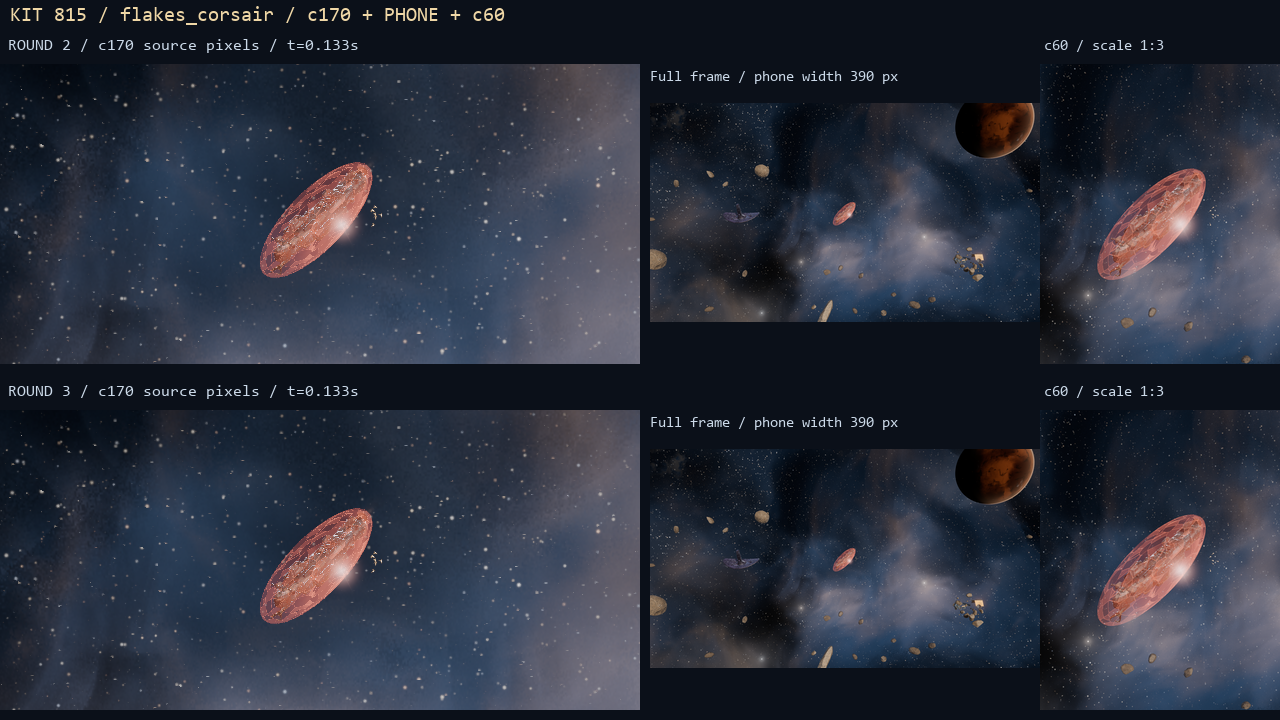 KIT 815 / flakes_corsair / c170 + PHONE + c60
ROUND 2 / c170 source pixels / t=0.133s
c60 / scale 1:3
Full frame / phone width 390 px
ROUND 3 / c170 source pixels / t=0.133s
c60 / scale 1:3
Full frame / phone width 390 px